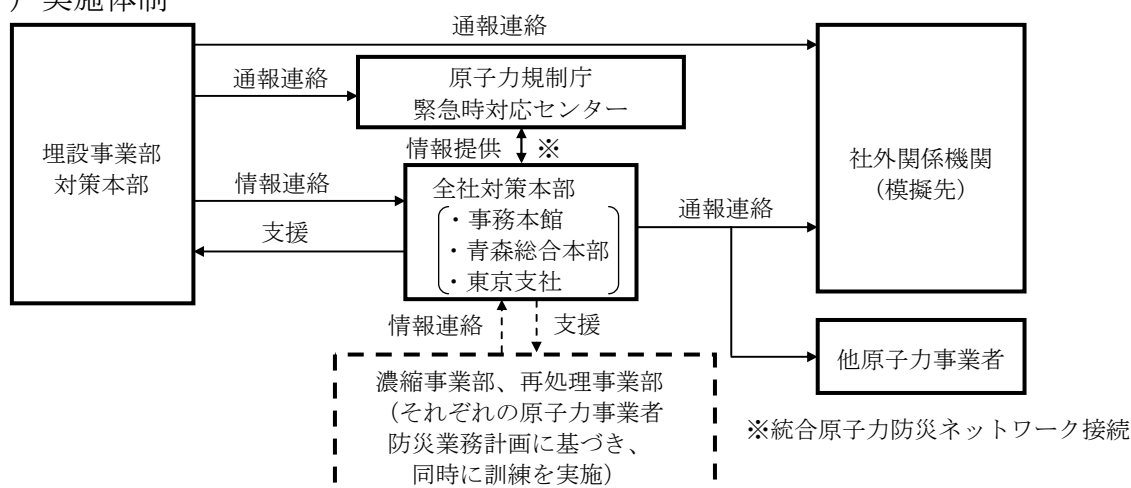 ）実施体制
通報連絡
通報連絡
原子力規制庁
緊急時対応センター
埋設事業部
対策本部
社外関係機関
（模擬先）
情報提供 ※
情報連絡
全社対策本部
・事務本館
・青森総合本部
・東京支社
通報連絡
支援
情報連絡
支援
他原子力事業者
濃縮事業部、再処理事業部
（それぞれの原子力事業者
防災業務計画に基づき、
同時に訓練を実施）
※統合原子力防災ネットワーク接続